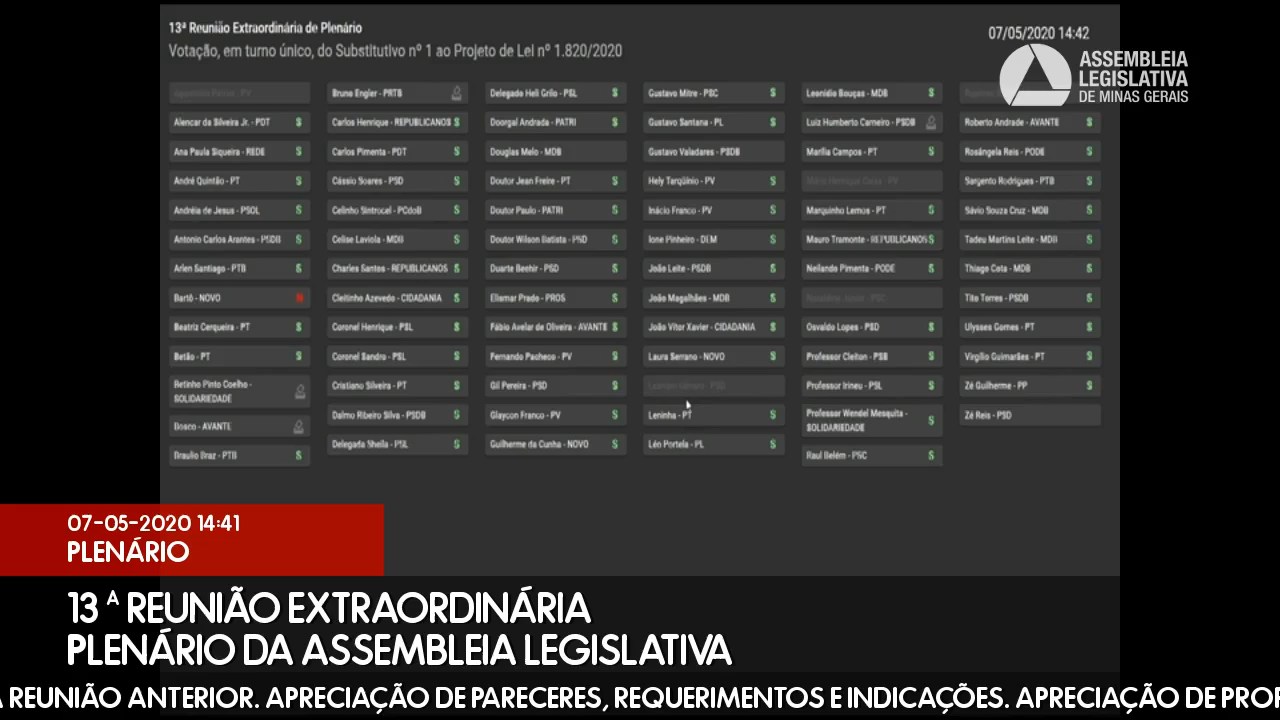 13ª Reunião Extraordinária de Plenário
Votação, em turno único, do Substitutivo nº 1 ao Projeto de Lei nº 1.820/2020
07/05/2020 14:42
ASSEMBLEIA
LEGISLATIVA
DE MINAS GERAIS
Alencar da Silveira Jr. - PDT S
Ana Paula Siqueira - REDE S
André Quintão - PT S
Andréia de Jesus - PSOL S
Antonio Carlos Arantes - PSDB S
Arlen Santiago - PTB S
Bartô - NOVO N
Beatriz Cerqueira - PT S
Betão - PT S
Betinho Pinto Coelho -
SOLIDARIEDADE
Bosco - AVANTE
Braulio Braz - PTB S
Bruno Engler - PRTB
Carlos Henrique - REPUBLICANOS S
Carlos Pimenta - PDT S
Cássio Soares - PSD S
Celinho Sintrocel - PCdoB S
Celise Laviola - MDB S
Charles Santos - REPUBLICANOS S
Cleitinho Azevedo - CIDADANIA S
Coronel Henrique - PSL S
Coronel Sandro - PSL S
Cristiano Silveira - PT S
Dalmo Ribeiro Silva - PSDB S
Delegada Sheila - PSL S
Delegado Heli Grilo - PSL S
Doorgal Andrada - PATRI S
Douglas Melo - MDB
Doutor Jean Freire - PT S
Doutor Paulo - PATRI S
Doutor Wilson Batista - PSD S
Duarte Bechir - PSD S
Elismar Prado - PROS S
Fábio Avelar de Oliveira - AVANTE S
Fernando Pacheco - PV S
Gil Pereira - PSD S
Glaycon Franco - PV S
Guilherme da Cunha - NOVO S
Gustavo Mitre - PSC S
Gustavo Santana - PL S
Gustavo Valadares - PSDB
Hely Tarqüínio - PV S
Inácio Franco - PV S
Ione Pinheiro - DEM S
João Leite - PSDB S
João Magalhães - MDB S
João Vítor Xavier - CIDADANIA S
Laura Serrano - NOVO S
Leninha - PT S
Léo Portela - PL S
Leonídio Bouças - MDB S
Luiz Humberto Carneiro - PSDB
Marília Campos - PT S
Marquinho Lemos - PT S
Mauro Tramonte - REPUBLICANOS S
Neilando Pimenta - PODE S
Osvaldo Lopes - PSD S
Professor Cleiton - PSB S
Professor Irineu - PSL S
Professor Wendel Mesquita -
SOLIDARIEDADE S
Raul Belém - PSC S
Roberto Andrade - AVANTE S
Rosângela Reis - PODE S
Sargento Rodrigues - PTB S
Sávio Souza Cruz - MDB S
Tadeu Martins Leite - MDB S
Thiago Cota - MDB S
Tito Torres - PSDB S
Ulysses Gomes - PT S
Virgílio Guimarães - PT S
Zé Guilherme - PP S
Zé Reis - PSD
07-05-2020 14:41
PLENÁRIO
13 ª REUNIÃO EXTRAORDINÁRIA
PLENÁRIO DA ASSEMBLEIA LEGISLATIVA
A REUNIÃO ANTERIOR. APRECIAÇÃO DE PARECERES, REQUERIMENTOS E INDICAÇÕES. APRECIAÇÃO DE PROP